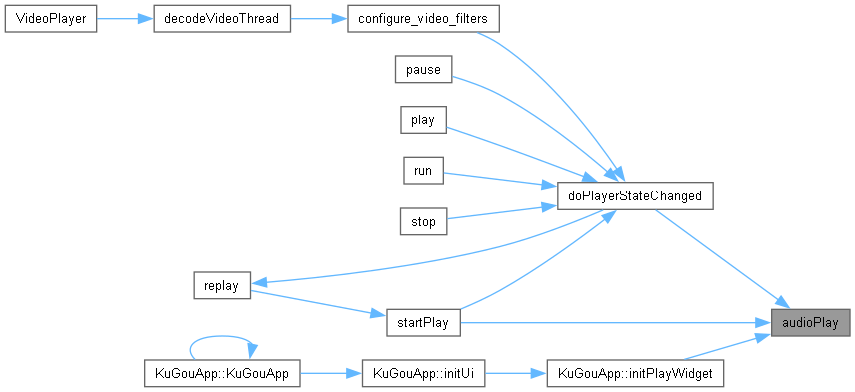 VideoPlayer
decodeVideoThread
configure_video_filters
pause
play
run
doPlayerStateChanged
stop
replay
startPlay
audioPlay
KuGouApp::KuGouApp
KuGouApp::initUi
KuGouApp::initPlayWidget